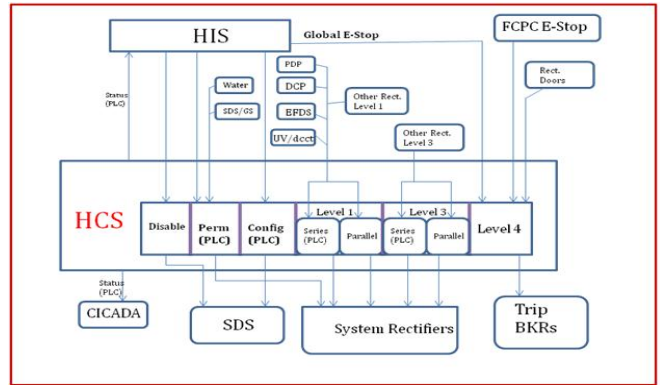 HIS
Global E-Stop
FCPC E-Stop
PDP
Water
DCP
Other Rect.
Level 1
Rect.
Doors
Status
(PLC)
SDS/GS
EFDS
UV/dcct
Other Rect.
Level 3
HCS
Disable
Perm
(PLC)
Config
(PLC)
Level 1
Series
(PLC)
Parallel
Level 3
Series
(PLC)
Parallel
Level 4
Status
(PLC)
CICADA
SDS
System Rectifiers
Trip
BKRs